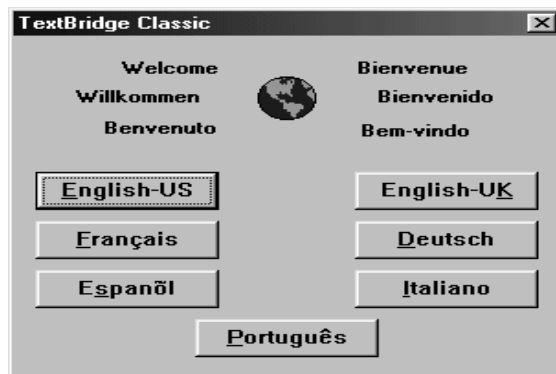 TextBridge Classic
Welcome Bienvenue
Willkommen Bienvenido
Benvenuto Bem-vindo
English-US English-UK
Français Deutsch
Espanõl Italiano
Português